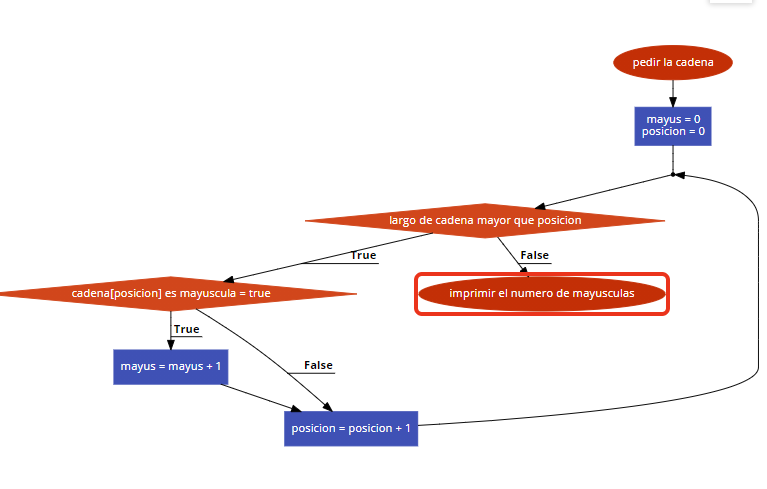 pedir la cadena
mayus = 0
posicion = 0
largo de cadena mayor que posicion
True
False
cadena[posicion] es mayuscula = true
imprimir el numero de mayusculas
True
False
mayus = mayus + 1
posicion = posicion + 1